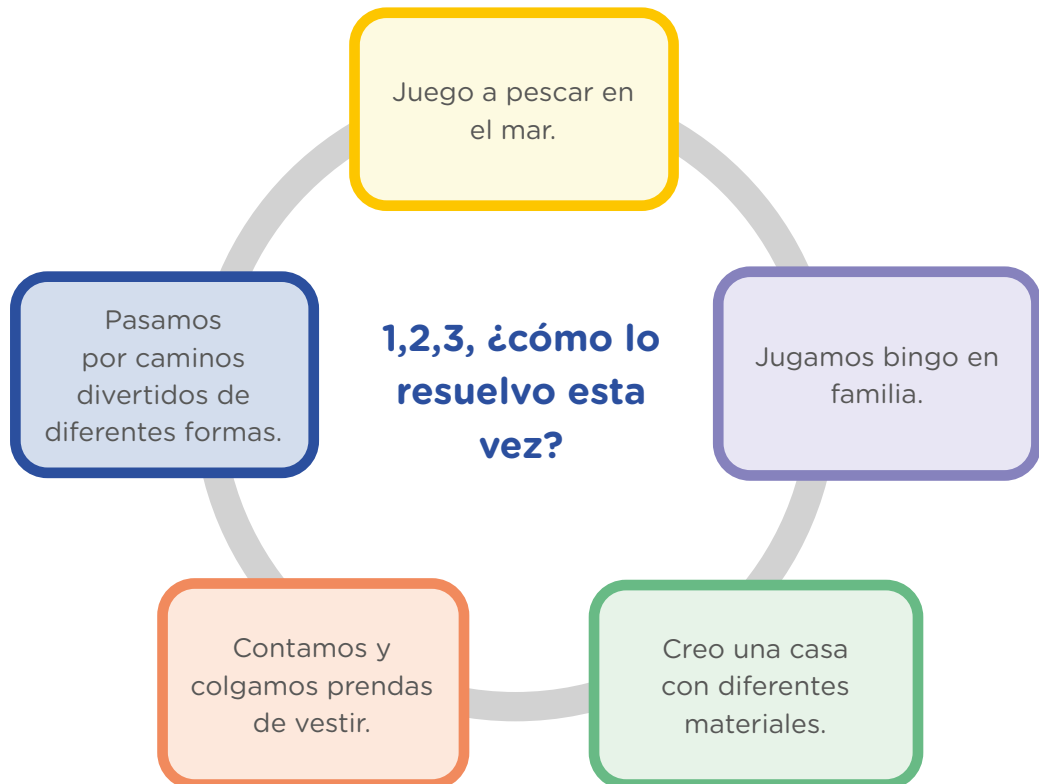 Juego a pescar en
el mar.
Pasamos
por caminos
divertidos de
diferentes formas.
1,2,3, ¿cómo lo
resuelvo esta
vez?
Jugamos bingo en
familia.
Contamos y
colgamos prendas
de vestir.
Creo una casa
con diferentes
materiales.